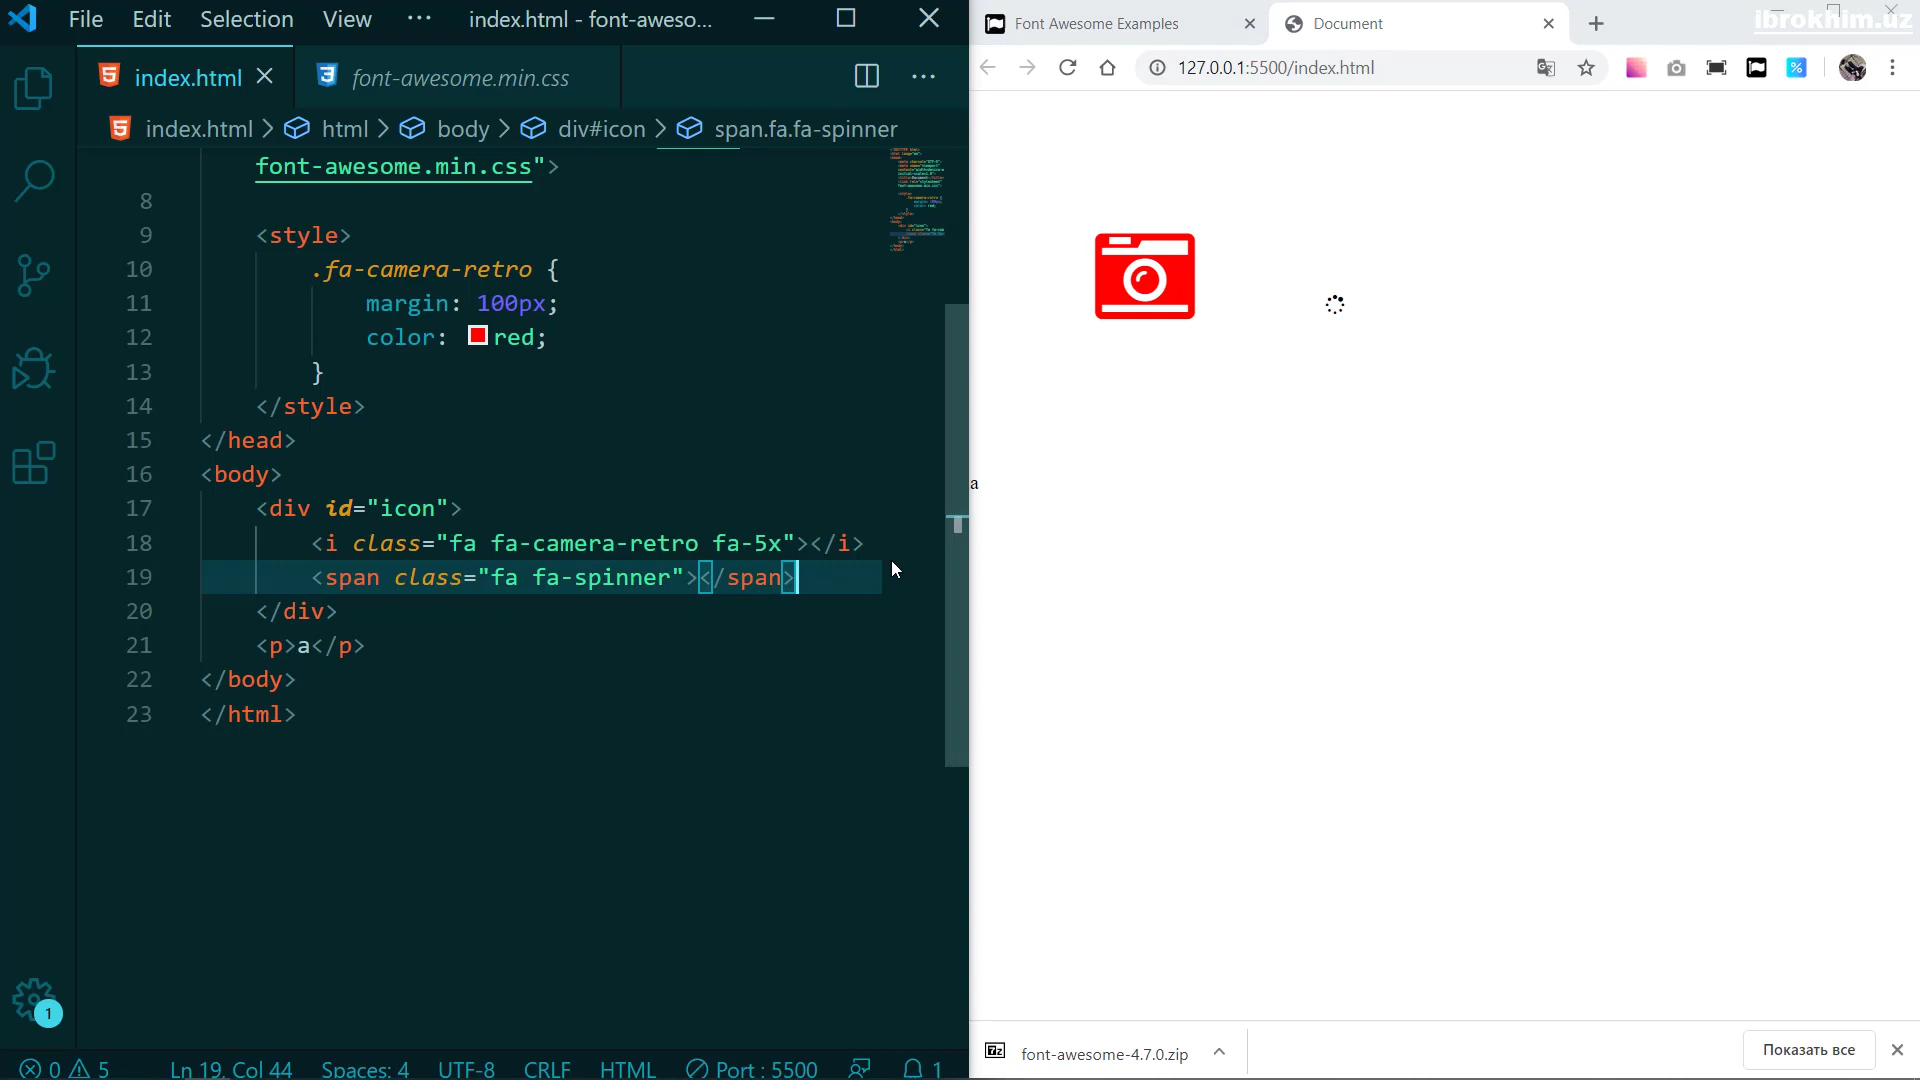 File Edit Selection View ··· index.html - font-aweso...
index.html
font-awesome.min.css
index.html > html > body > div#icon > span.fa.fa-spinner
font-awesome.min.css">
8
9 <style>
10 .fa-camera-retro {
11 margin: 100px;
12 color: red;
13 }
14 </style>
15 </head>
16 <body>
17 <div id="icon">
18 <i class="fa fa-camera-retro fa-5x"></i>
19 <span class="fa fa-spinner"></span>
20 </div>
21 <p>a</p>
22 </body>
23 </html>
1
0 5 Ln 19, Col 44 Spaces: 4 UTF-8 CRLF HTML Port : 5500 1
Font Awesome Examples
Document
ibrokhim.uz
127.0.0.1:5500/index.html
a
font-awesome-4.7.0.zip
Показать все